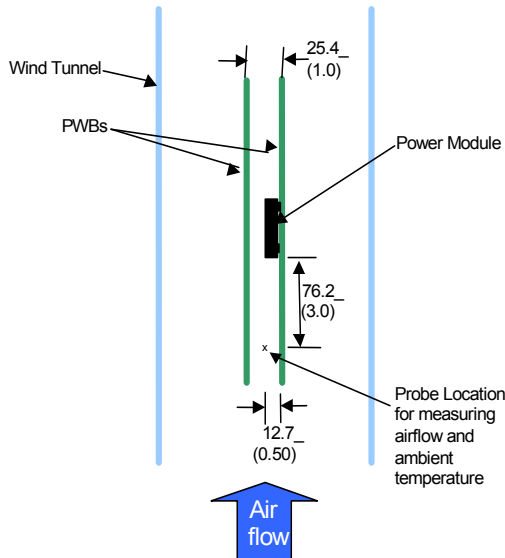 25.4_
(1.0)
Wind Tunnel
PWBs
Power Module
76.2_
(3.0)
x
Probe Location
for measuring
airflow and
ambient
temperature
12.7_
(0.50)
Air
flow